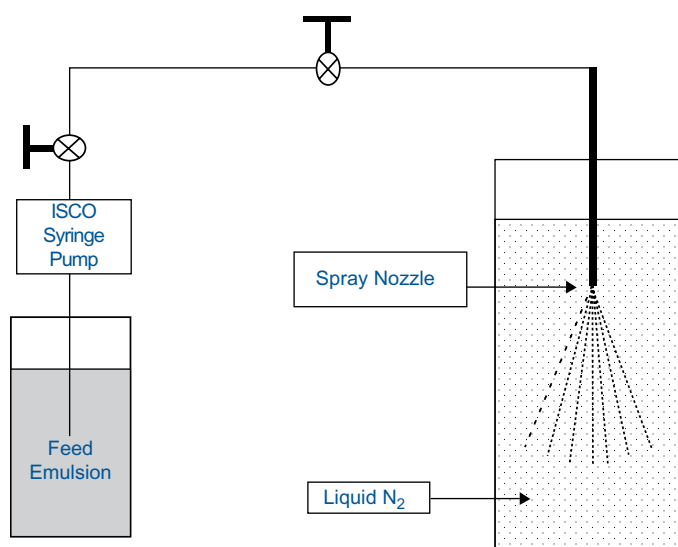 ISCO
Syringe
Pump
Spray Nozzle
Feed
Emulsion
Liquid N₂